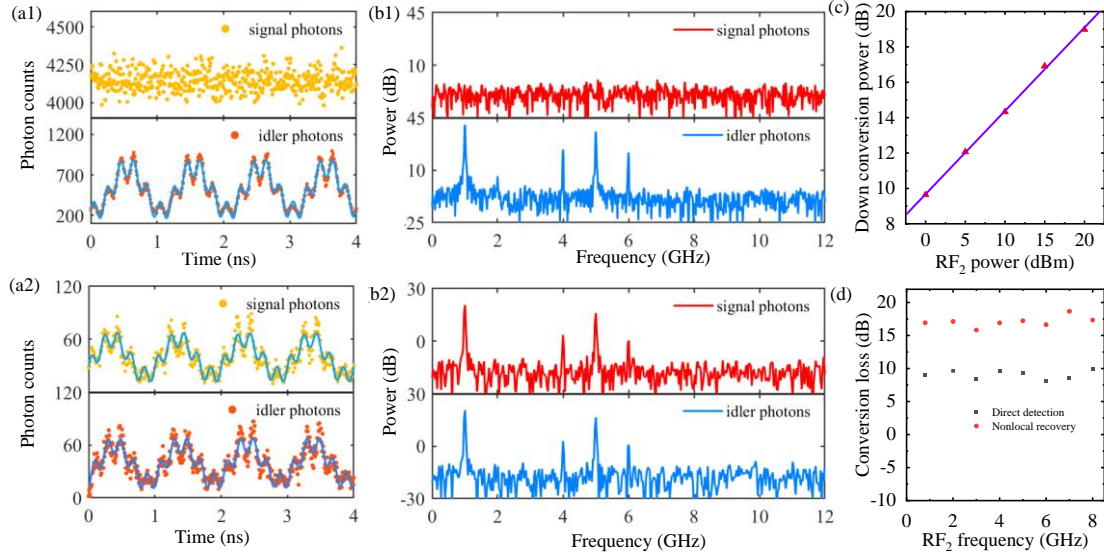 (a1)
4500
4250
4000
signal photons
1200
700
200
idler photons
Photon counts
0 1 2 3 4
Time (ns)
(b1)
45
10
45
signal photons
10
-25
idler photons
Power (dB)
0 2 4 6 8 10 12
Frequency (GHz)
(c)
20
18
16
14
12
10
8
Down conversion power (dB)
0 5 10 15 20
RF₂ power (dBm)
(a2)
120
60
120
signal photons
60
0
idler photons
Photon counts
0 1 2 3 4
Time (ns)
b2)
30
0
30
signal photons
0
-30
idler photons
Power (dB)
0 2 4 6 8 10 12
Frequency (GHz)
(d)
20
15
10
5
0
-5
-10
Conversion loss (dB)
Direct detection
Nonlocal recovery
0 2 4 6 8
RF₂ frequency (GHz)